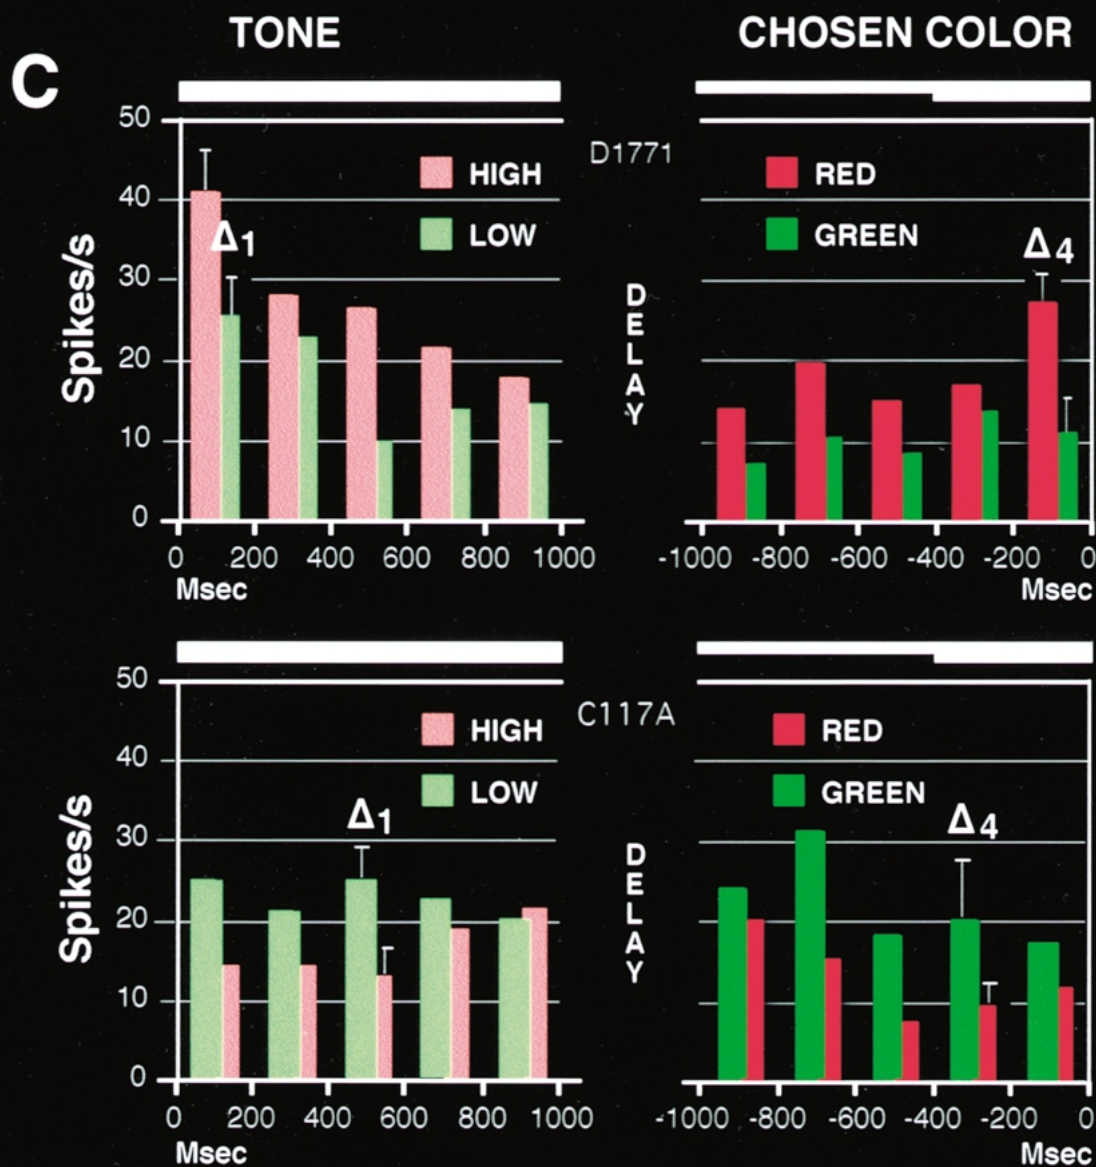 C
TONE
CHOSEN COLOR
D1771
Spikes/s
50
40
30
20
10
0
HIGH
LOW
Δ1
0 200 400 600 800 1000
Msec
DELAY
RED
GREEN
Δ4
-1000 -800 -600 -400 -200 0
Msec
C117A
Spikes/s
50
40
30
20
10
0
HIGH
LOW
Δ1
0 200 400 600 800 1000
Msec
DELAY
RED
GREEN
Δ4
-1000 -800 -600 -400 -200 0
Msec